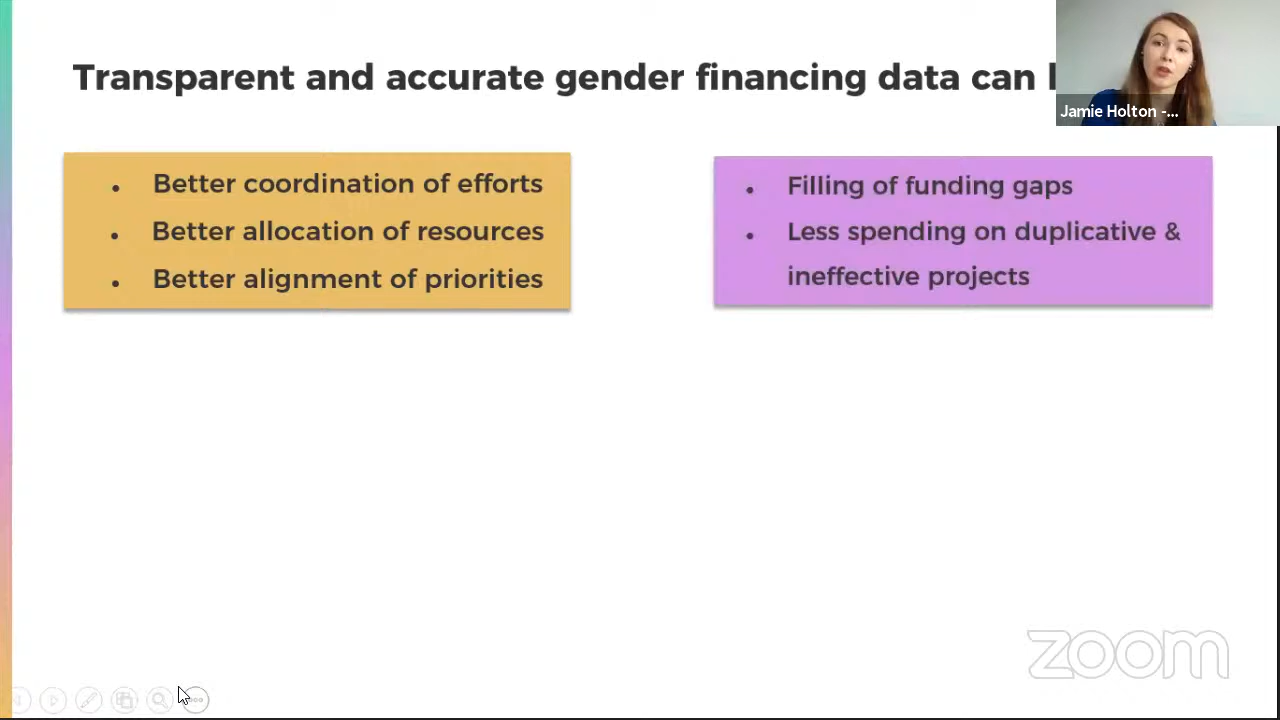 Transparent and accurate gender financing data can
Jamie Holton -...
• Better coordination of efforts
• Better allocation of resources
• Better alignment of priorities
• Filling of funding gaps
• Less spending on duplicative &
ineffective projects
zoom